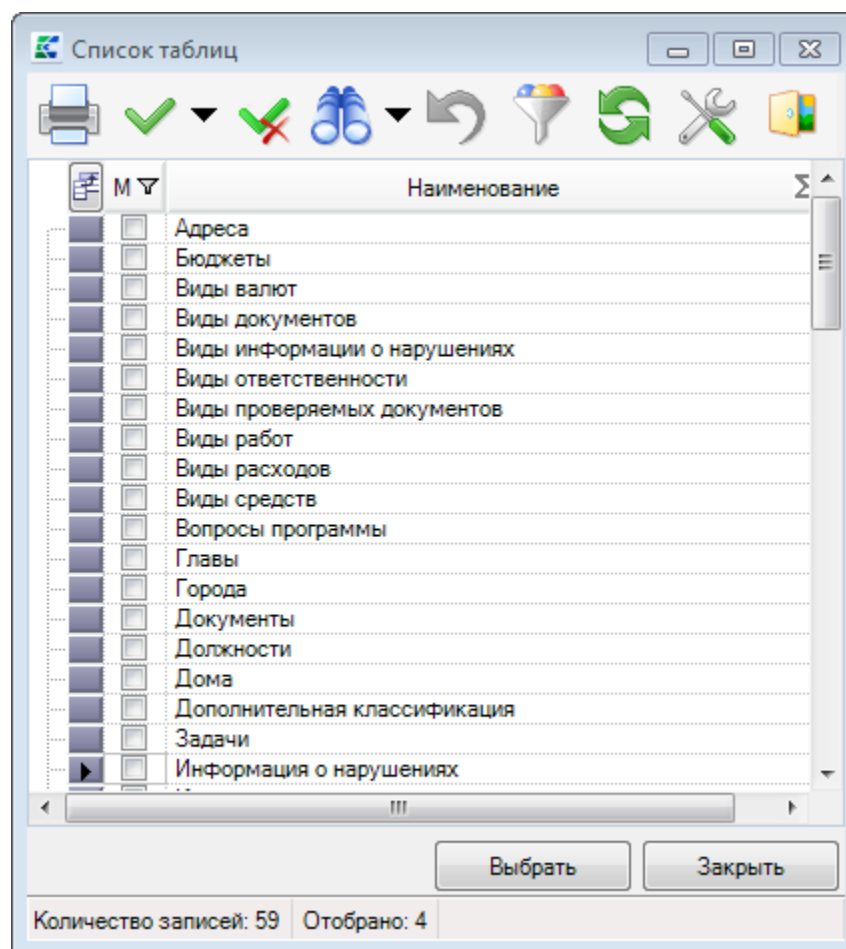 Список таблиц
М Наименование Σ
Адреса
Бюджеты
Виды валют
Виды документов
Виды информации о нарушениях
Виды ответственности
Виды проверяемых документов
Виды работ
Виды расходов
Виды средств
Вопросы программы
Главы
Города
Документы
Должности
Дома
Дополнительная классификация
Задачи
Информация о нарушениях
Выбрать Закрыть
Количество записей: 59 Отобрано: 4